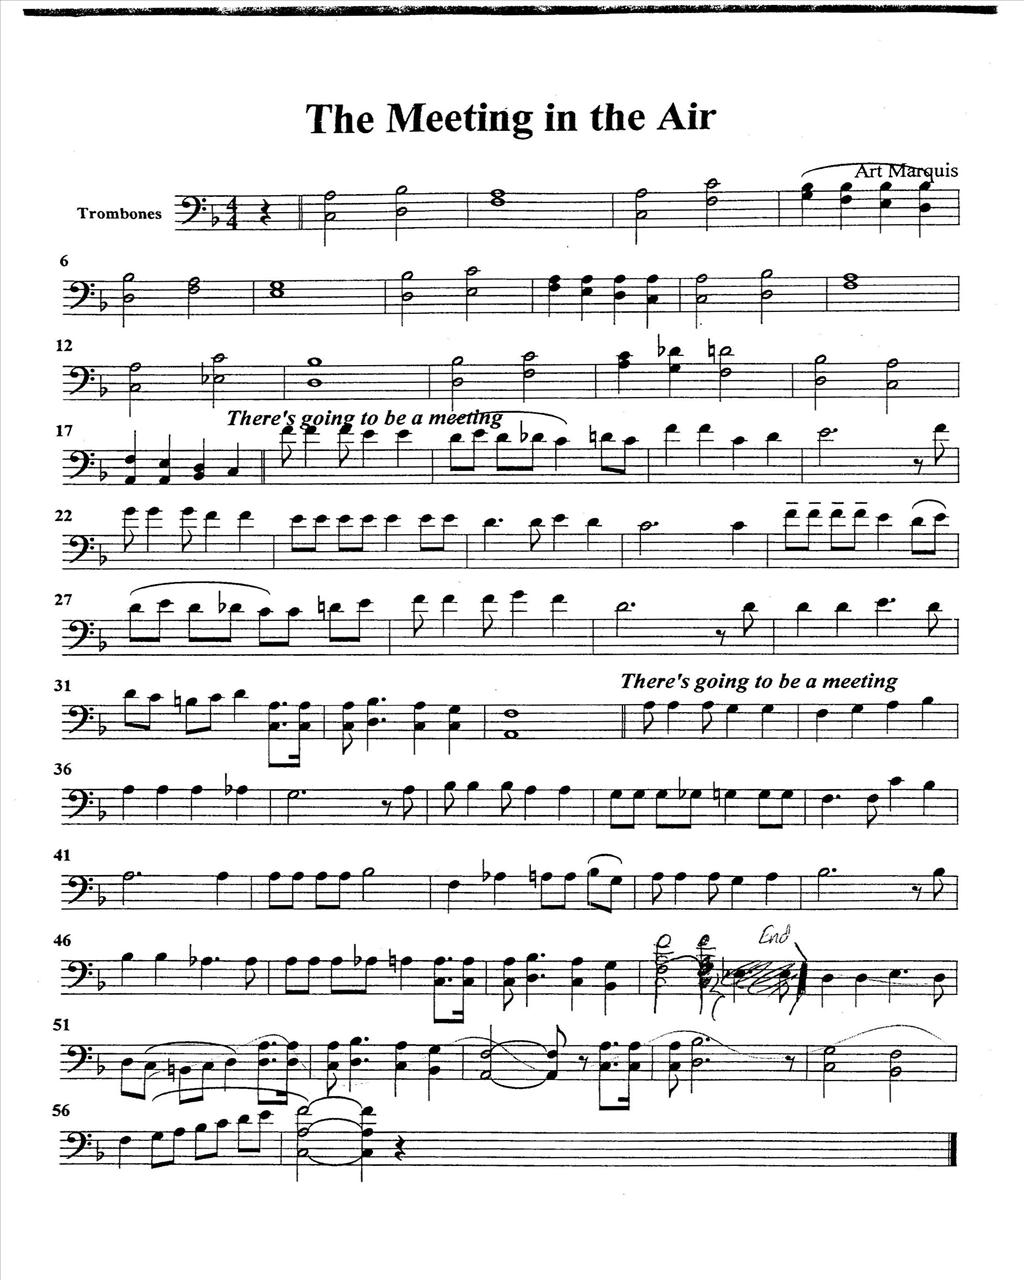 The Meeting in the Air
Art Marquis
Trombones
6
12
There's going to be a meeting
17
22
27
There's going to be a meeting
31
36
41
End
46
51
56